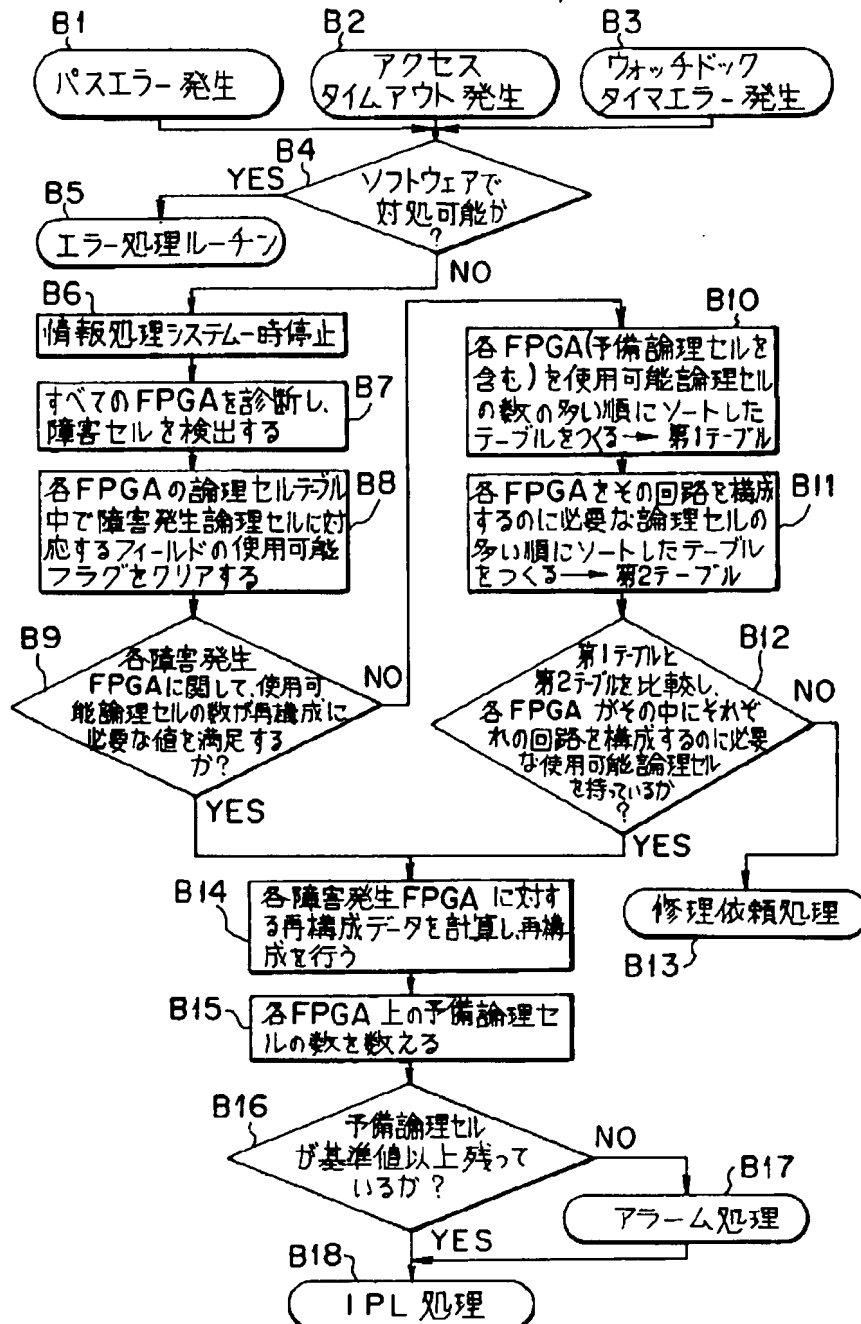 B1
パスエラー発生
B2
アクセス
タイムアウト発生
B3
ウォッチドック
タイマエラー発生
B4
ソフトウェアで
対処可能か
?
YES
NO
B5
エラー処理ルーチン
B6
情報処理システム一時停止
B7
すべてのFPGAを診断し、
障害セルを検出する
B8
各FPGAの論理セルテーブル
中で障害発生論理セルに対
応するフィールドの使用可能
フラグをクリアする
B9
各障害発生
FPGAに関して、使用可
能論理セルの数が再構成に
必要な値を満足する
か?
NO
YES
B10
各FPGA(予備論理セルを
含む)を使用可能論理セル
の数の多い順にソートした
テーブルをつくる→第1テーブル
B11
各FPGAをその回路を構成
するのに必要な論理セルの
多い順にソートしたテーブル
をつくる→第2テーブル
B12
第1テーブルと
第2テーブルを比較し、
各FPGAがその中にそれぞ
れの回路を構成するのに必要
な使用可能論理セル
を持っているか
?
NO
YES
修理依頼処理
B13
B14
各障害発生FPGAに対す
る再構成データを計算し、再構
成を行う
B15
各FPGA上の予備論理セ
ルの数を数える
B16
予備論理セル
が基準値以上残って
いるか?
NO
YES
B17
アラーム処理
B18
IPL処理